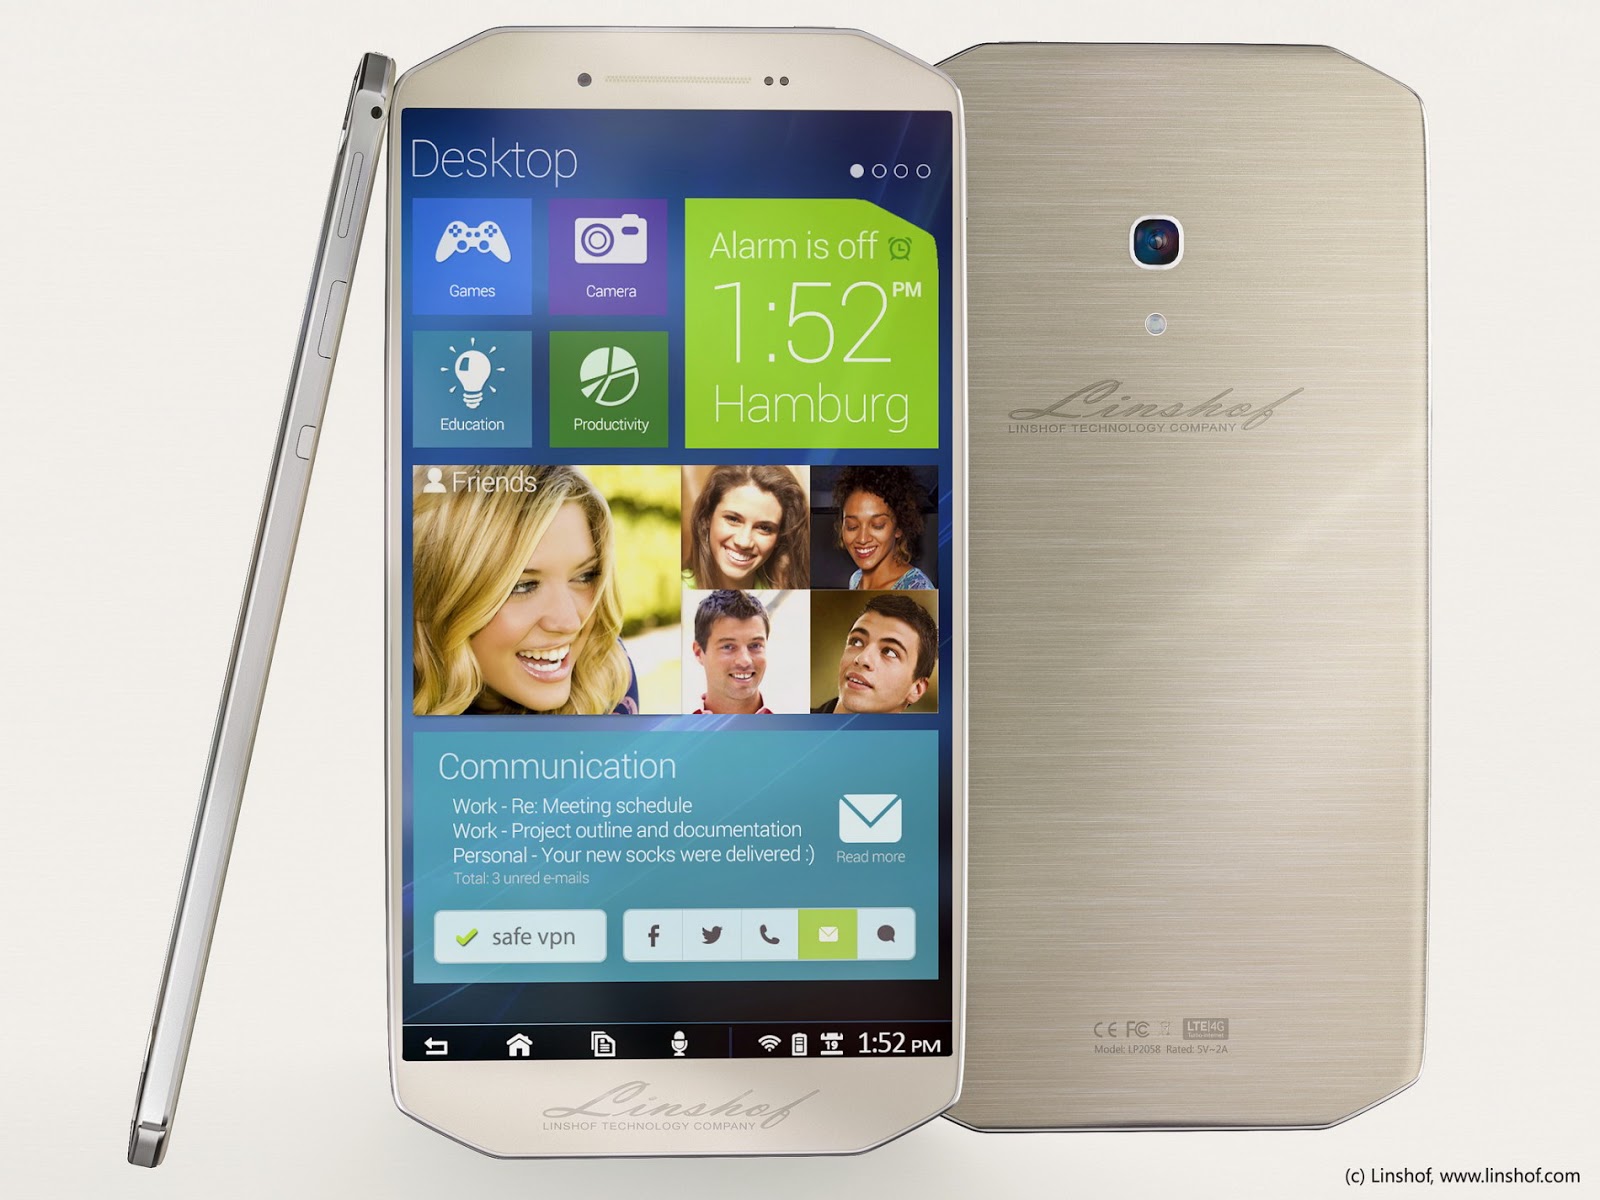 Desktop
Games
Camera
Alarm is off
1:52 PM
Hamburg
Education
Productivity
Friends
Communication
Work - Re: Meeting schedule
Work - Project outline and documentation
Personal - Your new socks were delivered :)
Total: 3 unred e-mails
Read more
safe vpn
19
1:52 PM
Linshof
LINSHOF TECHNOLOGY COMPANY
Linshof
LINSHOF TECHNOLOGY COMPANY
CE FC LTE|4G
Model: LP2058 Rated: 5V-2A
(c) Linshof, www.linshof.com